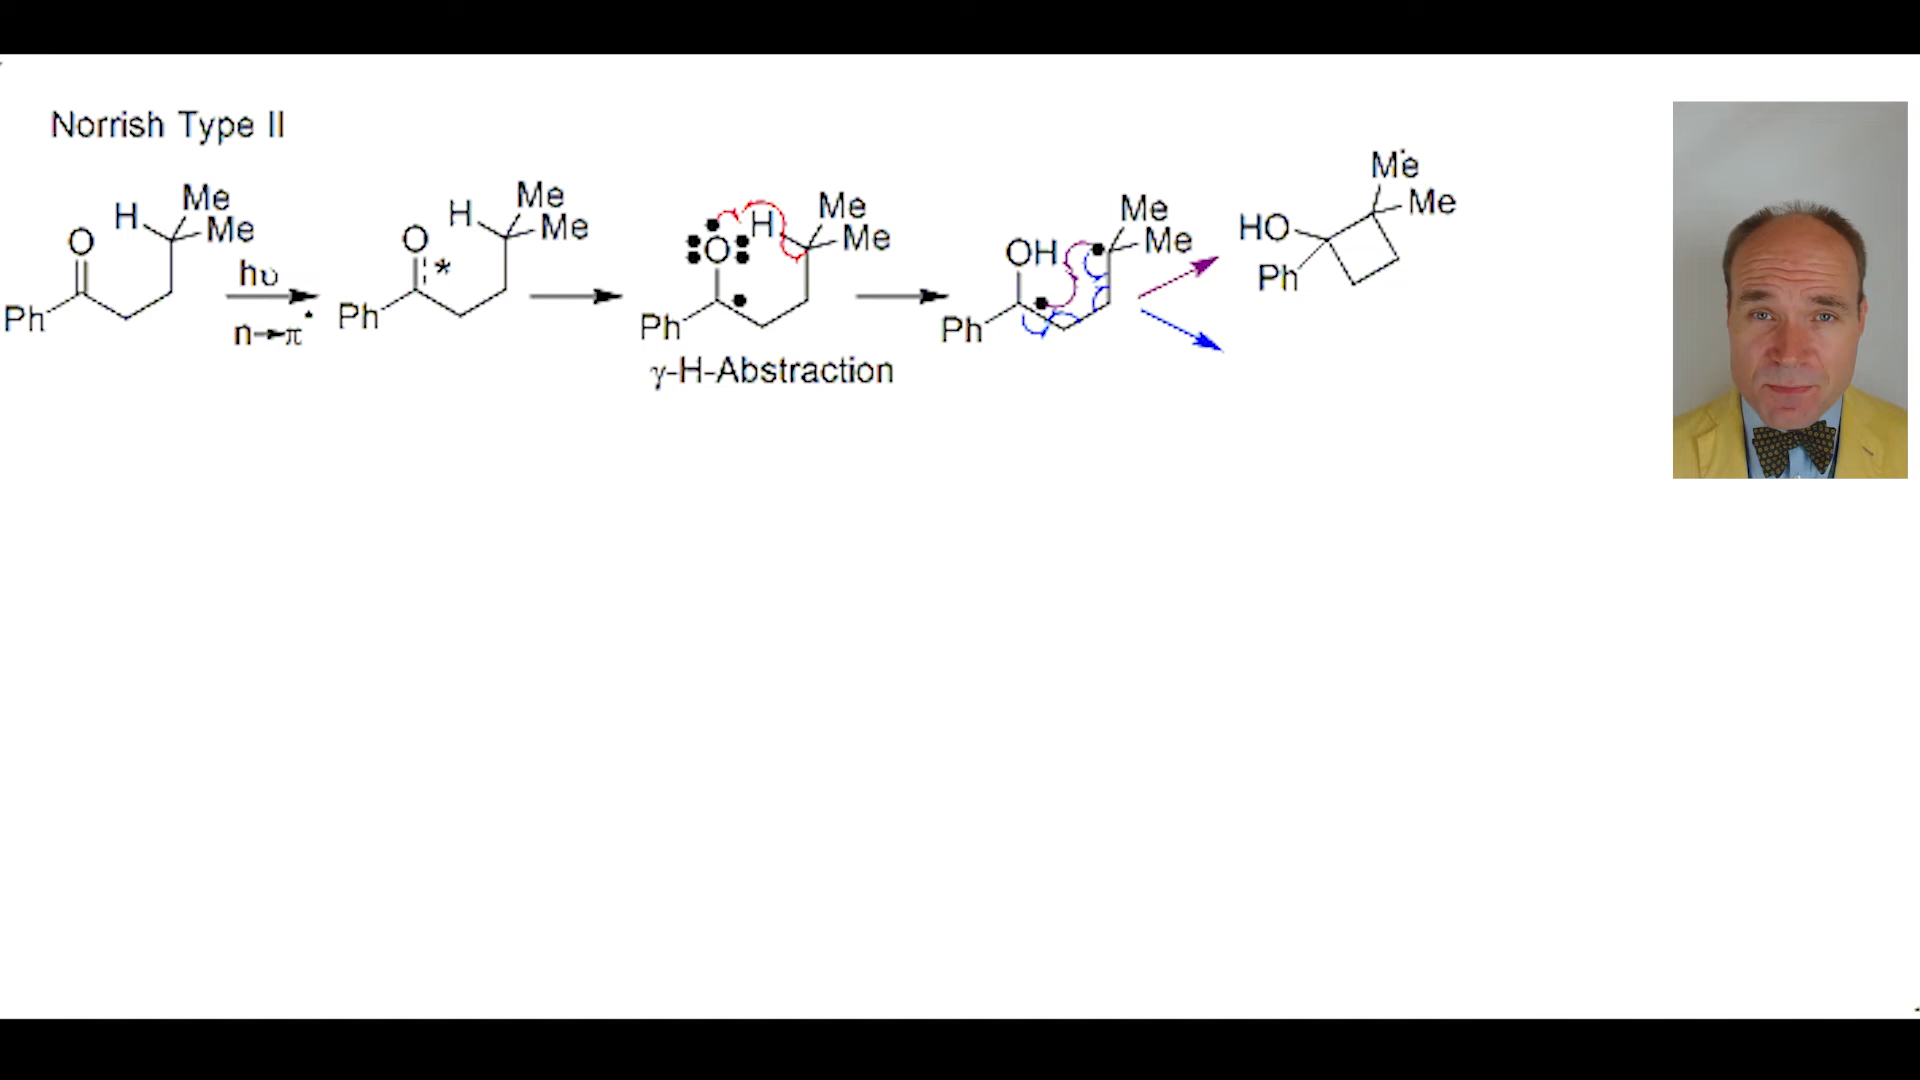 Norrish Type II
O H Me Me Ph
hυ
n→π*
O * H Me Me Ph
O H Me Me Ph
γ-H-Abstraction
OH Me Me Ph
HO Ph Me Me